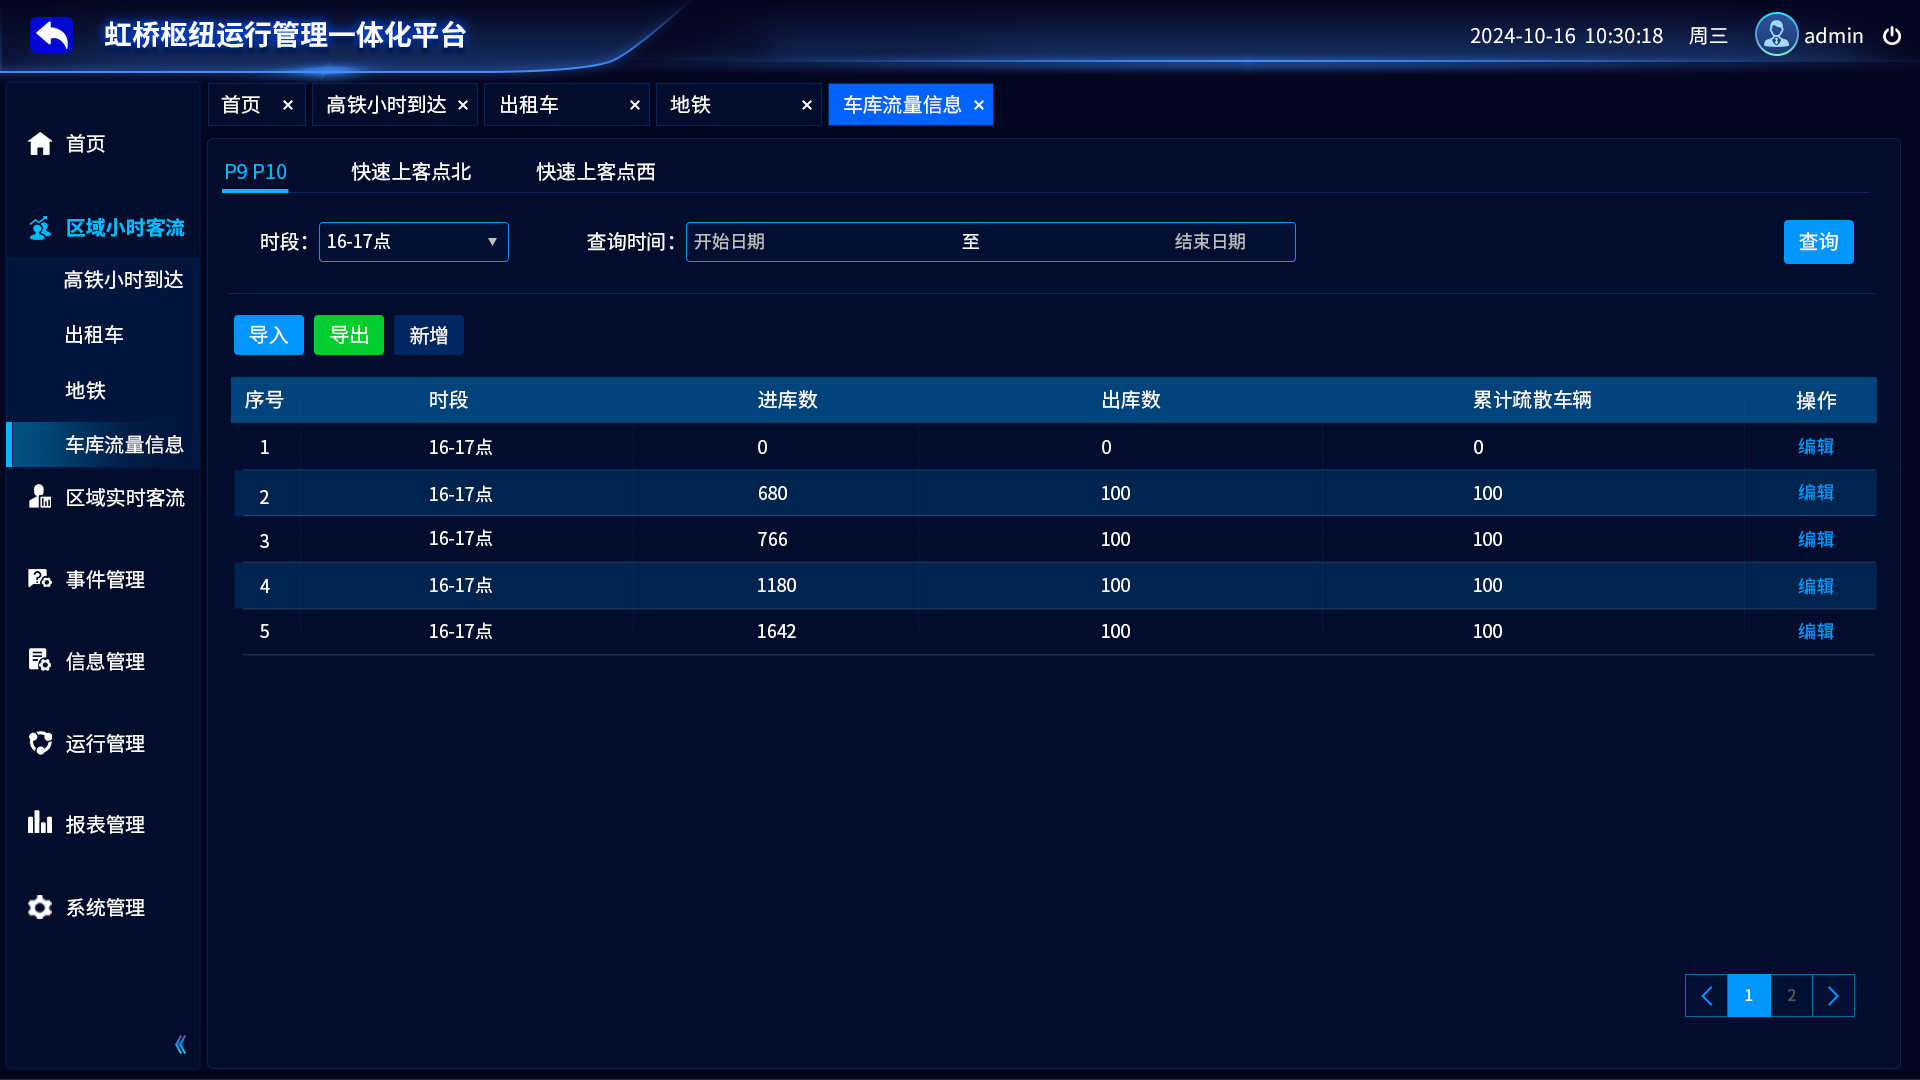 虹桥枢纽运行管理一体化平台
2024-10-16 10:30:18 周三 admin
首页 × 高铁小时到达 × 出租车 × 地铁 × 车库流量信息 ×
首页
区域小时客流
高铁小时到达
出租车
地铁
车库流量信息
区域实时客流
事件管理
信息管理
运行管理
报表管理
系统管理
P9 P10 快速上客点北 快速上客点西
时段： 16-17点 查询时间： 开始日期 至 结束日期 查询
导入 导出 新增
序号 时段 进库数 出库数 累计疏散车辆 操作
1 16-17点 0 0 0 编辑
2 16-17点 680 100 100 编辑
3 16-17点 766 100 100 编辑
4 16-17点 1180 100 100 编辑
5 16-17点 1642 100 100 编辑
1 2